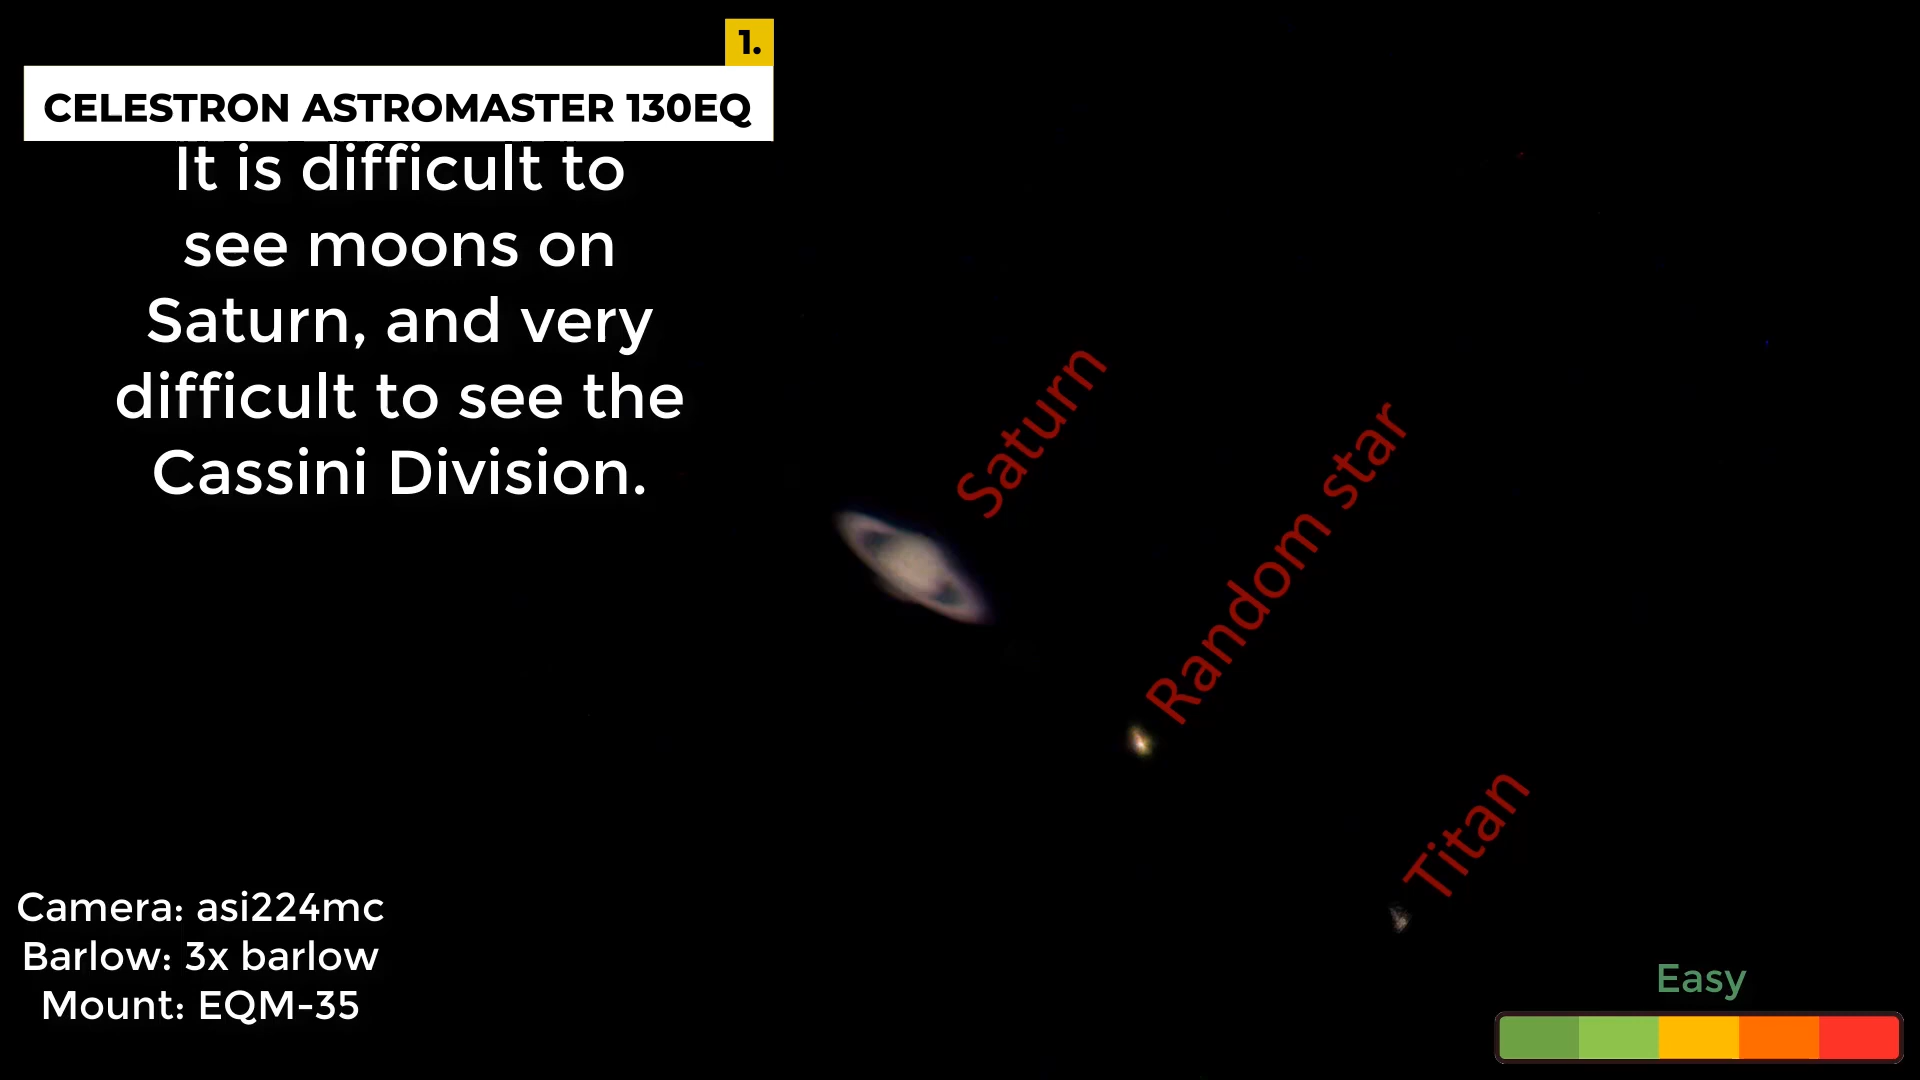 1.
CELESTRON ASTROMASTER 130EQ
It is difficult to
see moons on
Saturn, and very
difficult to see the
Cassini Division.
Saturn
Random star
Titan
Camera: asi224mc
Barlow: 3x barlow
Mount: EQM-35
Easy